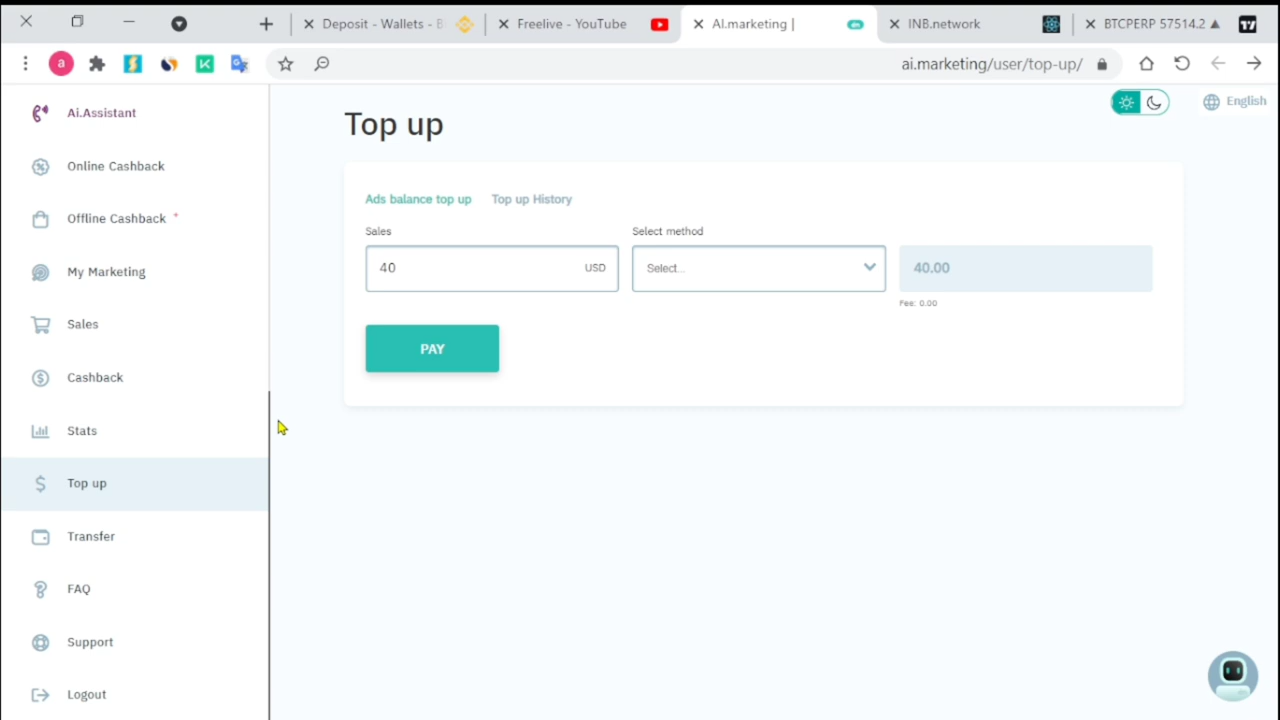 Deposit - Wallets - B
Freelive - YouTube
AI.marketing |
INB.network
BTCPERP 57514.2 ▲
a
ai.marketing/user/top-up/
Ai.Assistant
Online Cashback
Offline Cashback *
My Marketing
Sales
Cashback
Stats
Top up
Transfer
FAQ
Support
Logout
English
Top up
Ads balance top up
Top up History
Sales
Select method
40
USD
Select...
40.00
Fee: 0.00
PAY